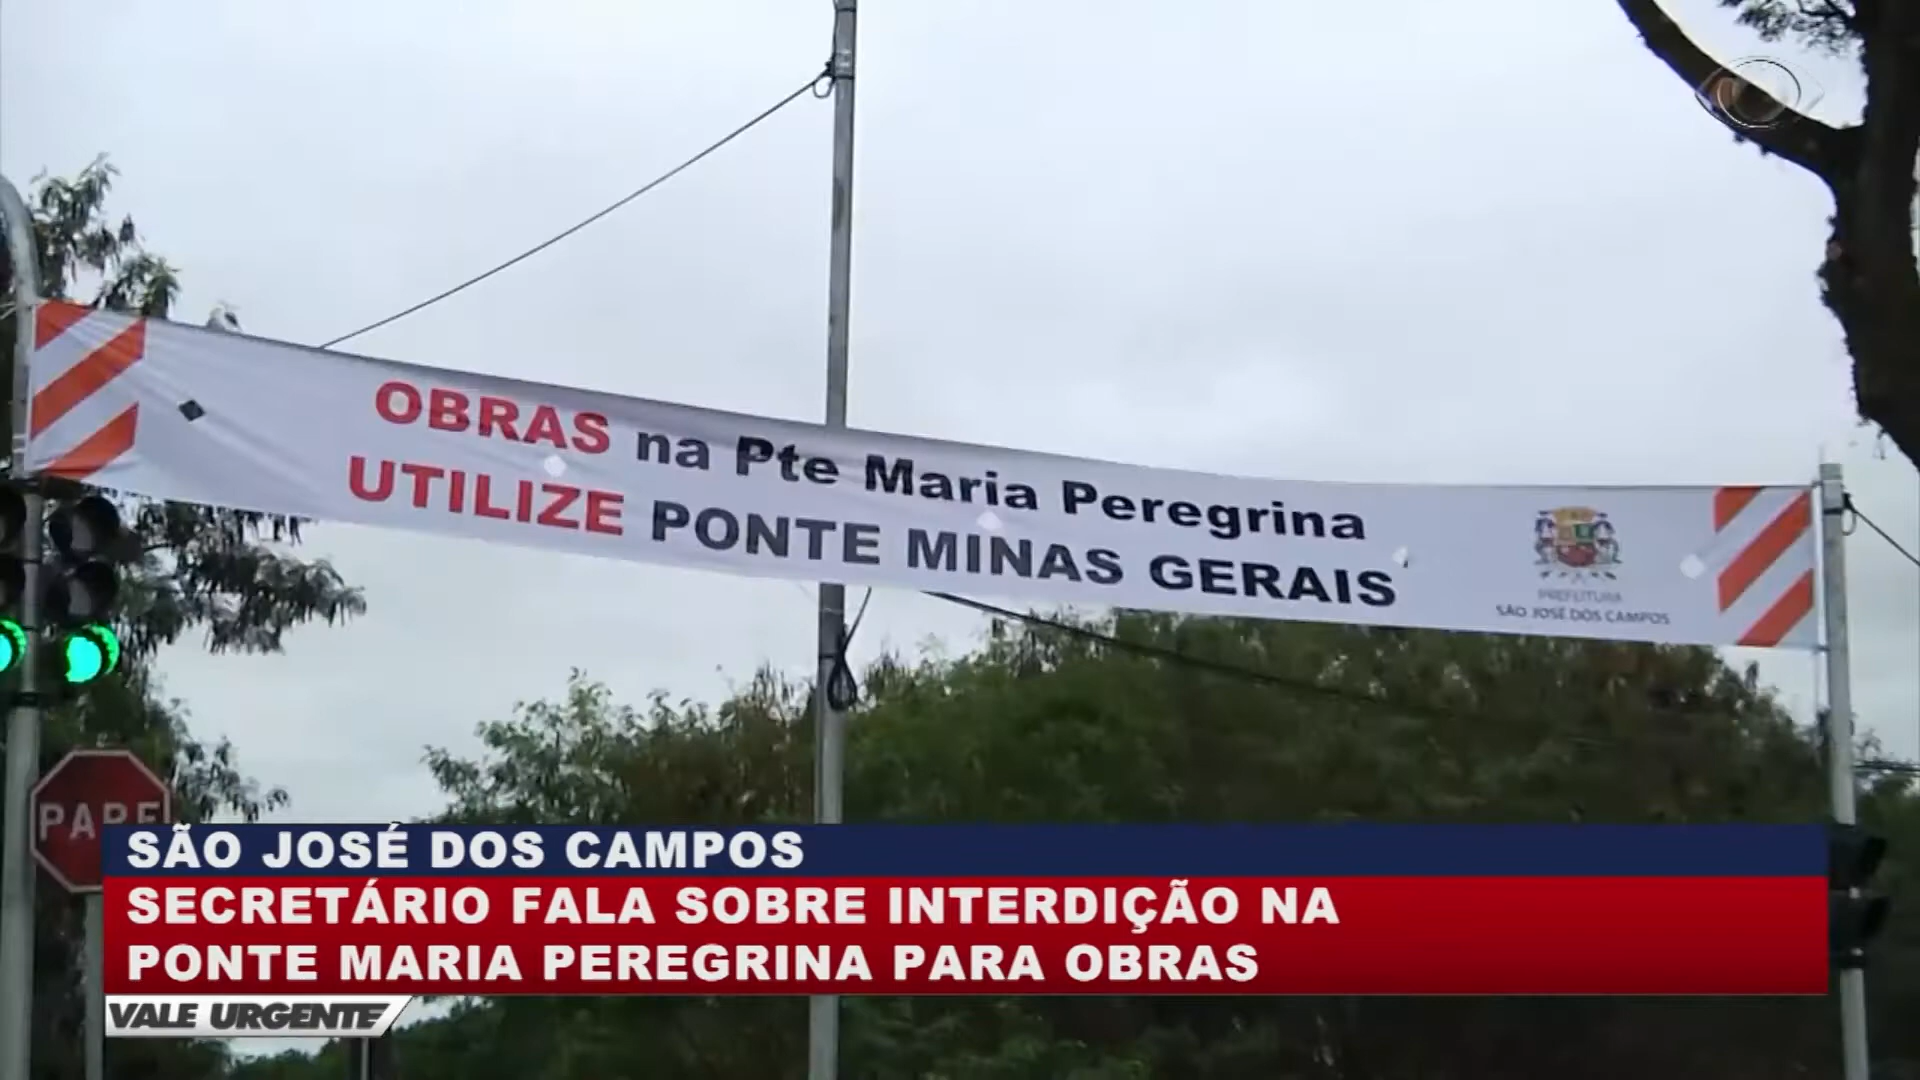 OBRAS na Pte Maria Peregrina
UTILIZE PONTE MINAS GERAIS
PREFEITURA
SÃO JOSÉ DOS CAMPOS
PARE
SÃO JOSÉ DOS CAMPOS
SECRETÁRIO FALA SOBRE INTERDIÇÃO NA
PONTE MARIA PEREGRINA PARA OBRAS
VALE URGENTE